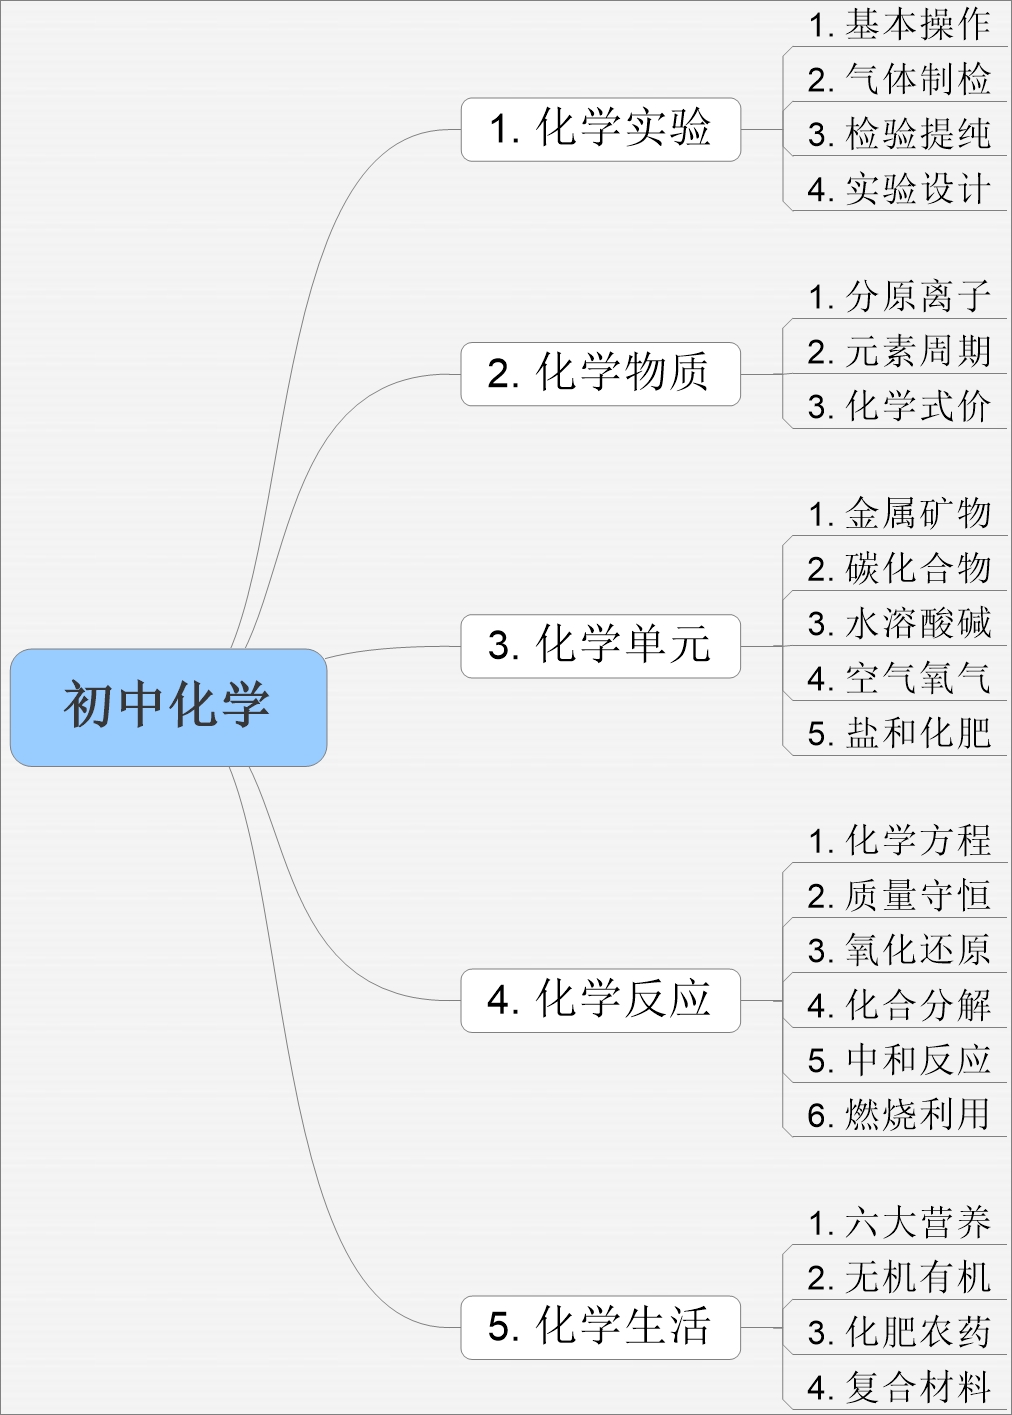 初中化学
1. 化学实验
1. 基本操作
2. 气体制检
3. 检验提纯
4. 实验设计
2. 化学物质
1. 分原离子
2. 元素周期
3. 化学式价
3. 化学单元
1. 金属矿物
2. 碳化合物
3. 水溶酸碱
4. 空气氧气
5. 盐和化肥
4. 化学反应
1. 化学方程
2. 质量守恒
3. 氧化还原
4. 化合分解
5. 中和反应
6. 燃烧利用
5. 化学生活
1. 六大营养
2. 无机有机
3. 化肥农药
4. 复合材料